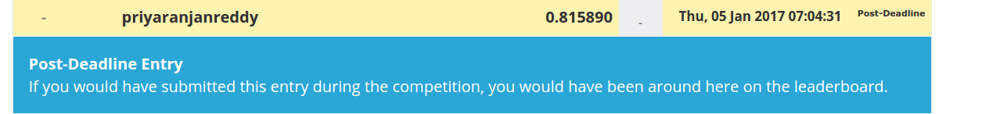 - priyaranjanreddy 0.815890 - Thu, 05 Jan 2017 07:04:31 Post-Deadline
Post-Deadline Entry
If you would have submitted this entry during the competition, you would have been around here on the leaderboard.